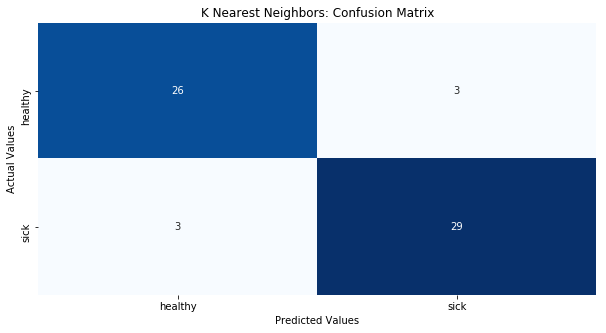 K Nearest Neighbors: Confusion Matrix
Actual Values
healthy
26
3
sick
3
29
healthy
sick
Predicted Values